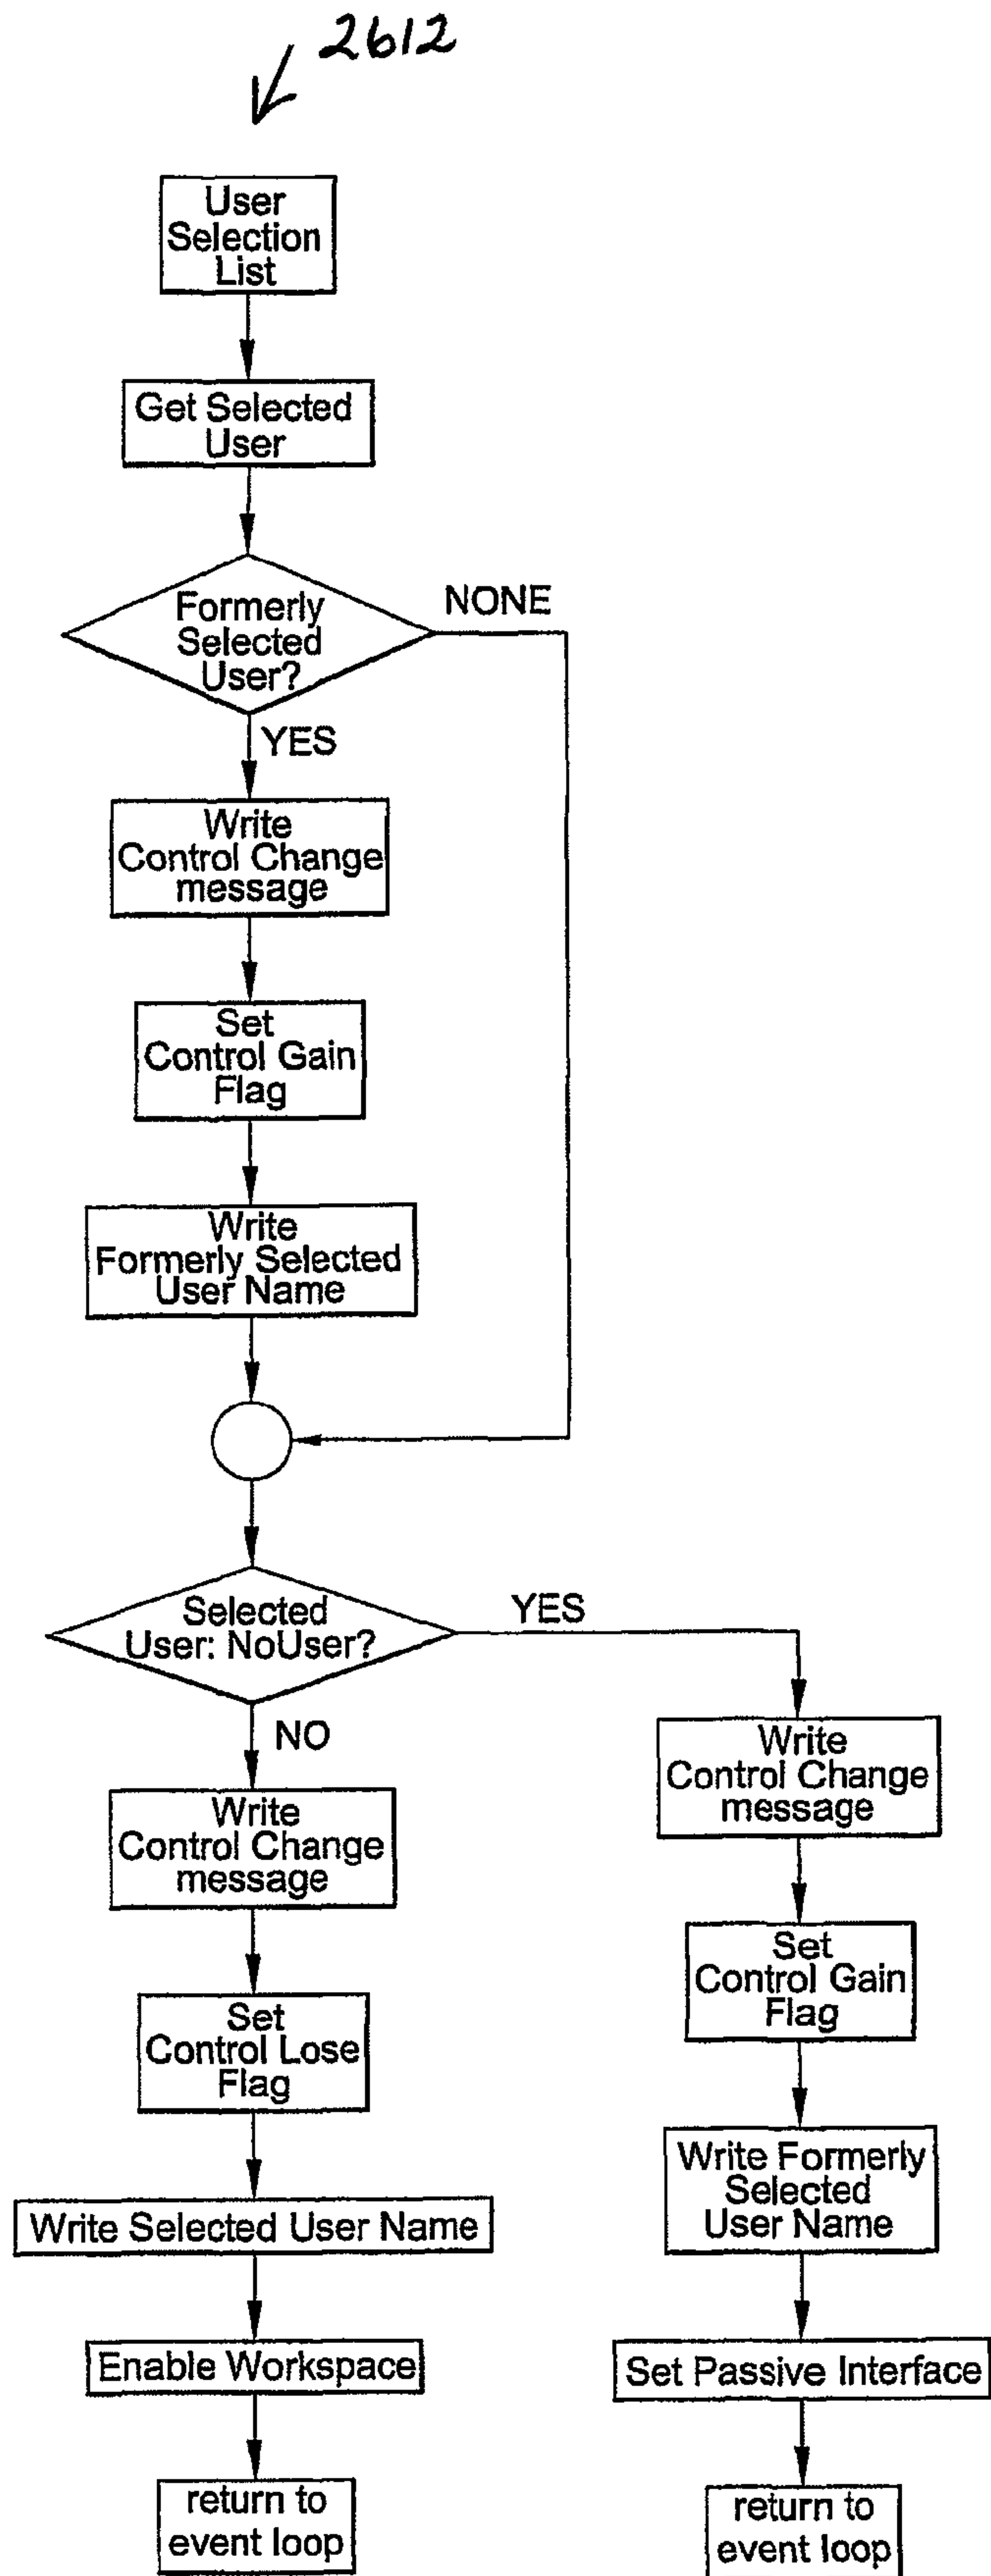 2612
User
Selection
List
Get Selected
User
Formerly
Selected
User?
NONE
YES
Write
Control Change
message
Set
Control Gain
Flag
Write
Formerly Selected
User Name
Selected
User: NoUser?
YES
NO
Write
Control Change
message
Set
Control Lose
Flag
Write Selected User Name
Enable Workspace
return to
event loop
Write
Control Change
message
Set
Control Gain
Flag
Write Formerly
Selected
User Name
Set Passive Interface
return to
event loop